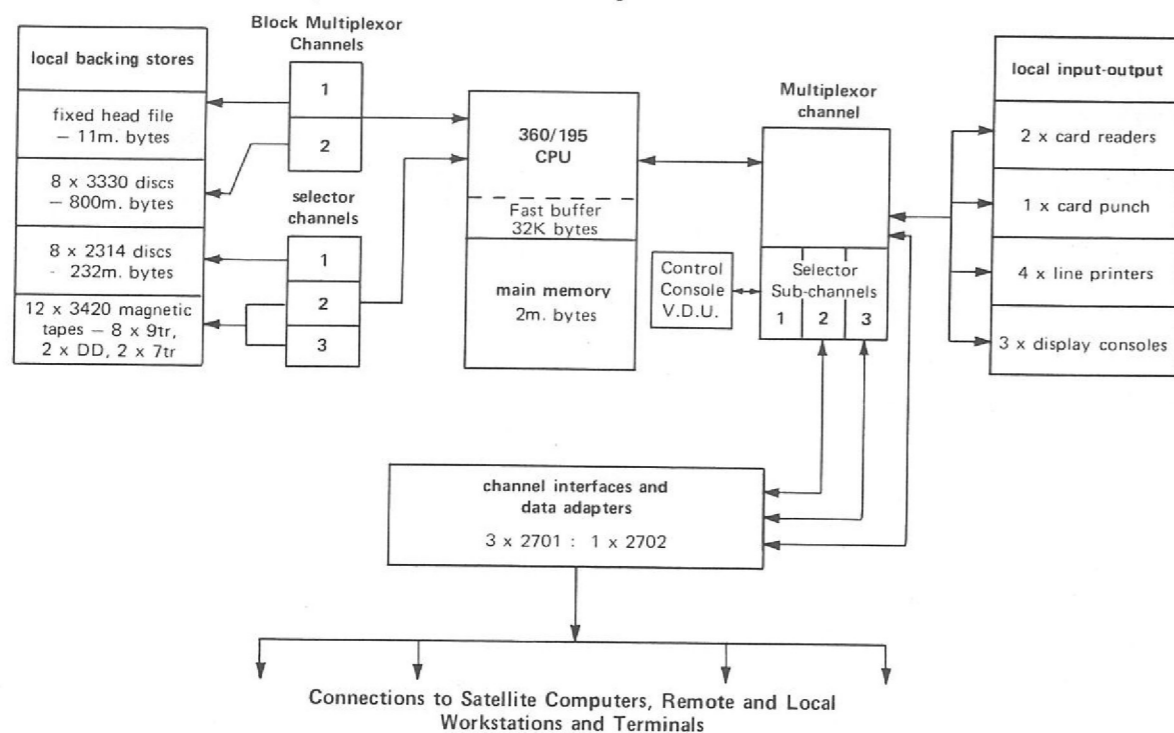 Block Multiplexor
Channels
1
2
local backing stores
fixed head file
– 11m. bytes
8 x 3330 discs
– 800m. bytes
8 x 2314 discs
- 232m. bytes
12 x 3420 magnetic
tapes – 8 x 9tr,
2 x DD, 2 x 7tr
selector
channels
1
2
3
360/195
CPU
Fast buffer
32K bytes
main memory
2m. bytes
Multiplexor
channel
Control
Console
V.D.U.
Selector
Sub-channels
1 2 3
local input-output
2 x card readers
1 x card punch
4 x line printers
3 x display consoles
channel interfaces and
data adapters
3 x 2701 : 1 x 2702
Connections to Satellite Computers, Remote and Local
Workstations and Terminals